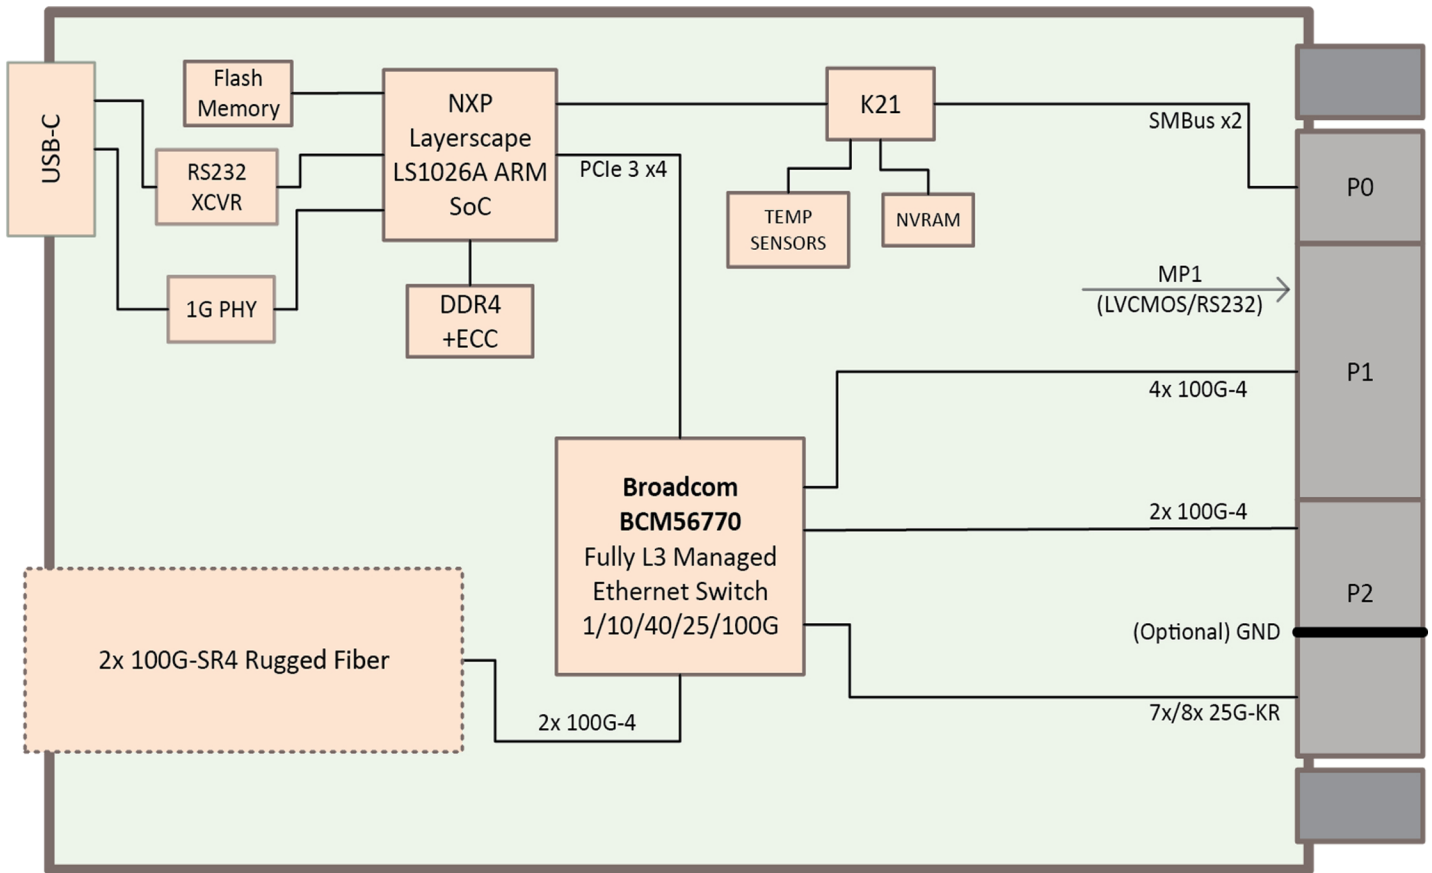 USB-C
Flash
Memory
RS232
XCVR
1G PHY
NXP
Layerscape
LS1026A ARM
SoC
DDR4
+ECC
PCIe 3 x4
K21
TEMP
SENSORS
NVRAM
SMBus x2
P0
MP1
(LVCMOS/RS232)
P1
4x 100G-4
Broadcom
BCM56770
Fully L3 Managed
Ethernet Switch
1/10/40/25/100G
2x 100G-4
P2
(Optional) GND
7x/8x 25G-KR
2x 100G-SR4 Rugged Fiber
2x 100G-4